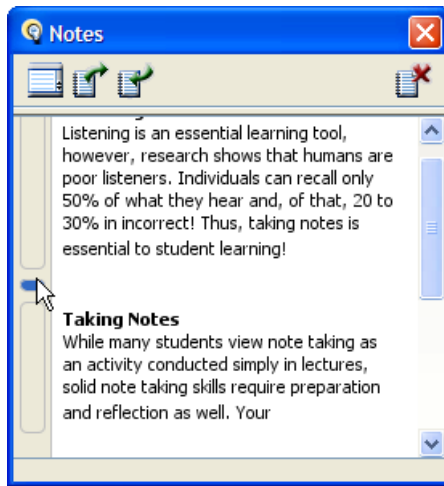 Notes
Listening is an essential learning tool,
however, research shows that humans are
poor listeners. Individuals can recall only
50% of what they hear and, of that, 20 to
30% in incorrect! Thus, taking notes is
essential to student learning!
Taking Notes
While many students view note taking as
an activity conducted simply in lectures,
solid note taking skills require preparation
and reflection as well. Your